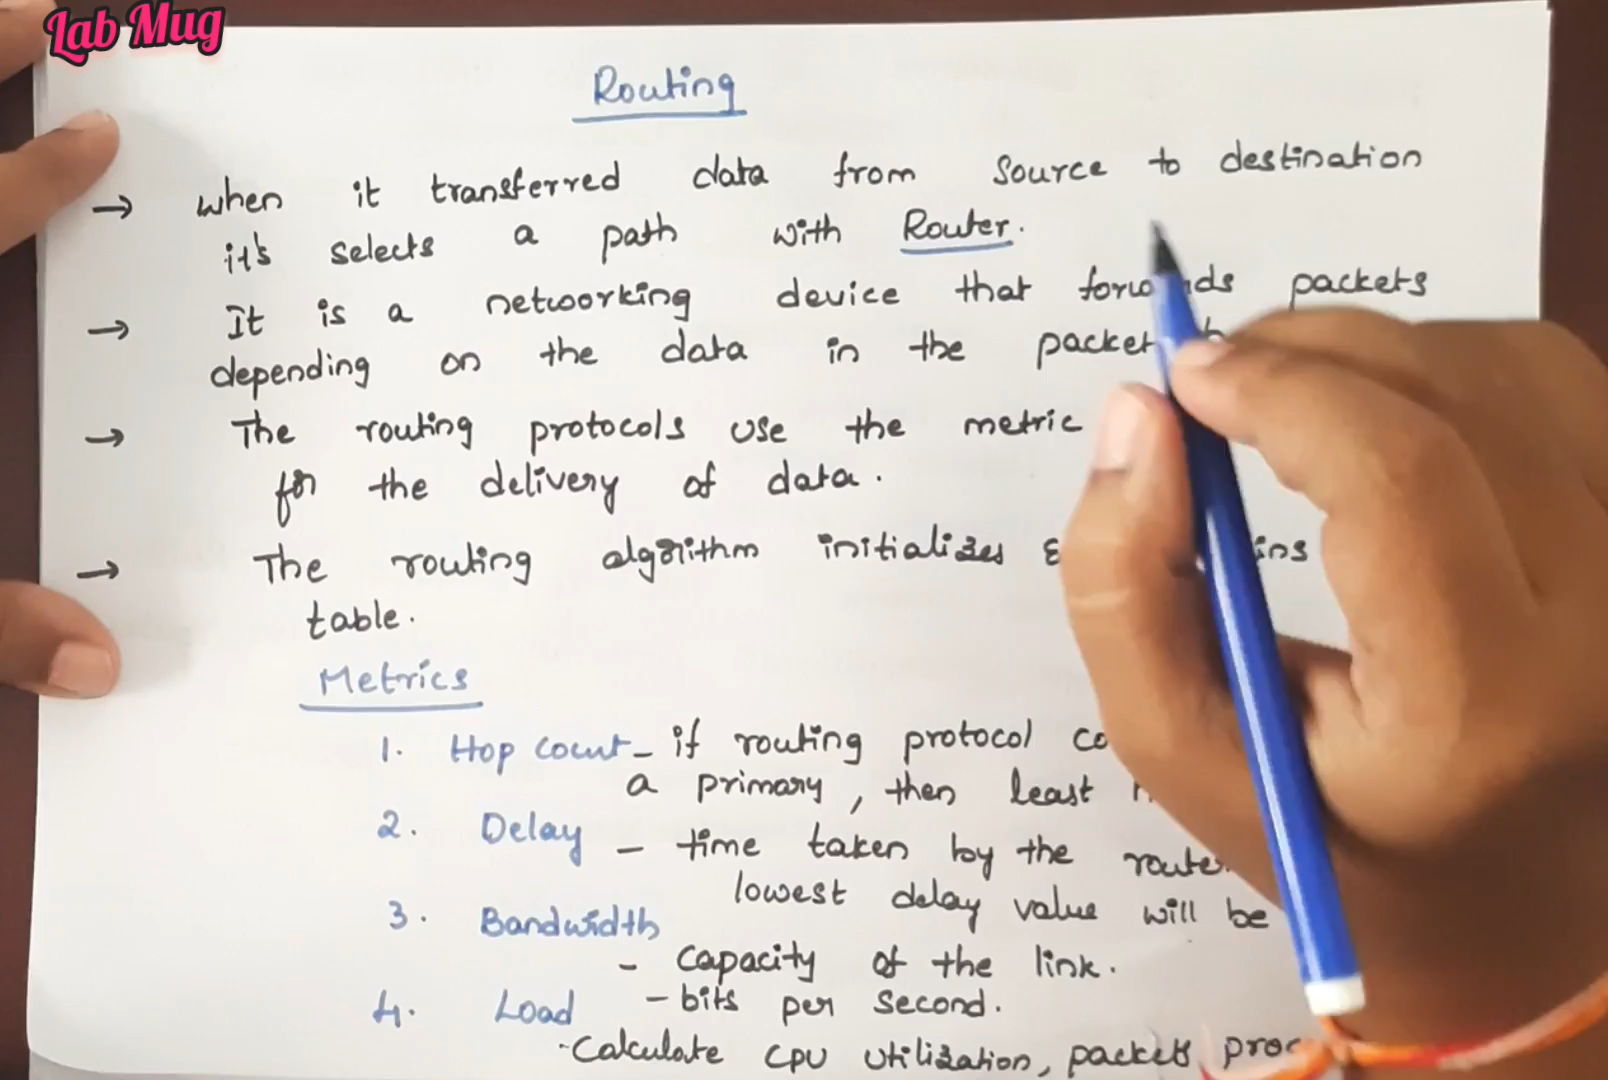 Lab Mug
Routing
→ when it transferred data from source to destination
it's selects a path with Router.
→ It is a networking device that packets
depending on the data in the packet
→ The routing protocols use the metric
for the delivery of data.
→ The routing algorithm initializes &
table.
Metrics
1. Hop count - if routing protocol
a primary, then least
2. Delay - time taken by the
lowest delay value will be
3. Bandwidth
- capacity of the link.
- bits per second.
4. Load
- Calculate CPU utilization, packets